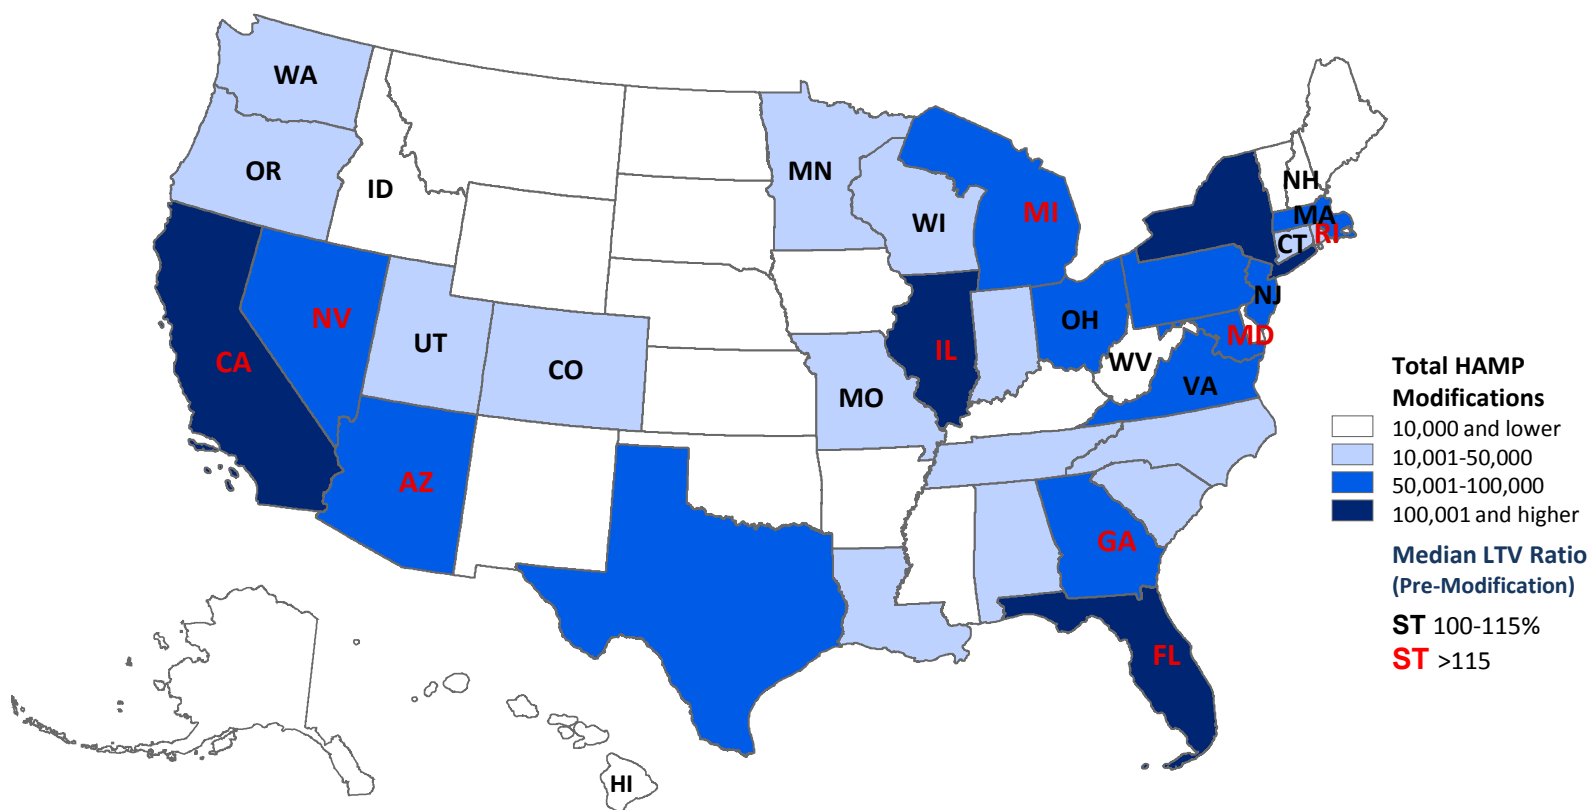 WA
OR
ID
MN
WI
MI
NH
MA
RI
CT
NV
UT
CO
CA
IL
OH
NJ
MD
WV
VA
MO
AZ
GA
FL
HI
Total HAMP
Modifications
10,000 and lower
10,001-50,000
50,001-100,000
100,001 and higher
Median LTV Ratio
(Pre-Modification)
ST 100-115%
ST >115